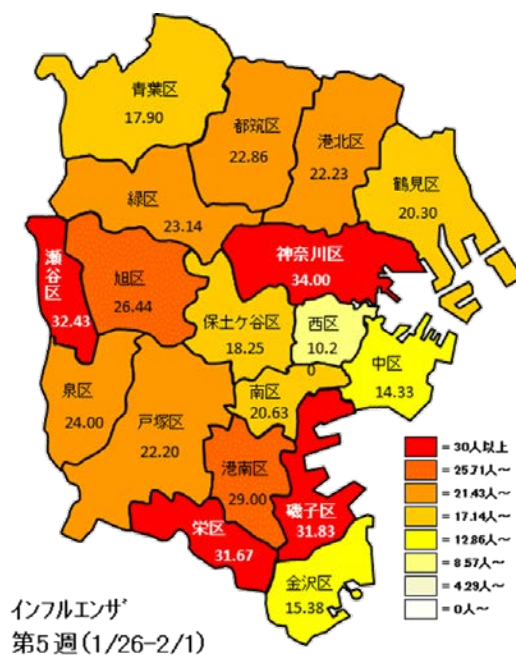 青葉区
17.90
都筑区
22.86
港北区
22.23
鶴見区
20.30
緑区
23.14
神奈川区
34.00
瀬谷区
32.43
旭区
26.44
保土ケ谷区
18.25
西区
10.2
0
中区
14.33
泉区
24.00
戸塚区
22.20
南区
20.63
港南区
29.00
磯子区
31.83
栄区
31.67
金沢区
15.38
=30人以上
=25.71人～
=21.43人～
=17.14人～
=12.86人～
=8.57人～
=4.29人～
=0人～
インフルエンザ
第5週(1/26-2/1)